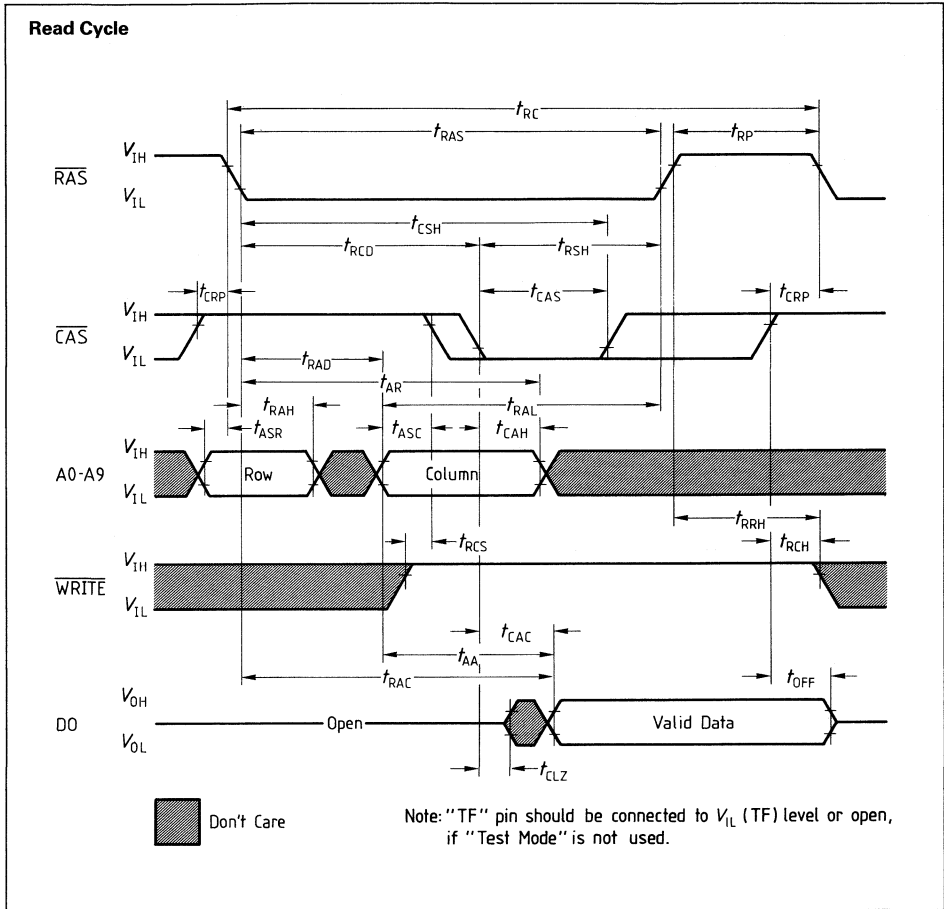 Read Cycle
tRC
tRAS
tRP
RAS
VIH
VIL
tCSH
tRCD
tRSH
tCRP
tCAS
tCRP
CAS
VIH
VIL
tRAD
tAR
tRAH
tRAL
tASR
tASC
tCAH
A0-A9
VIH
VIL
Row
Column
tRRH
tRCS
tRCH
WRITE
VIH
VIL
tCAC
tAA
tRAC
tOFF
DO
VOH
VOL
Open
Valid Data
tCLZ
Don't Care
Note: "TF" pin should be connected to VIL (TF) level or open,
if "Test Mode" is not used.